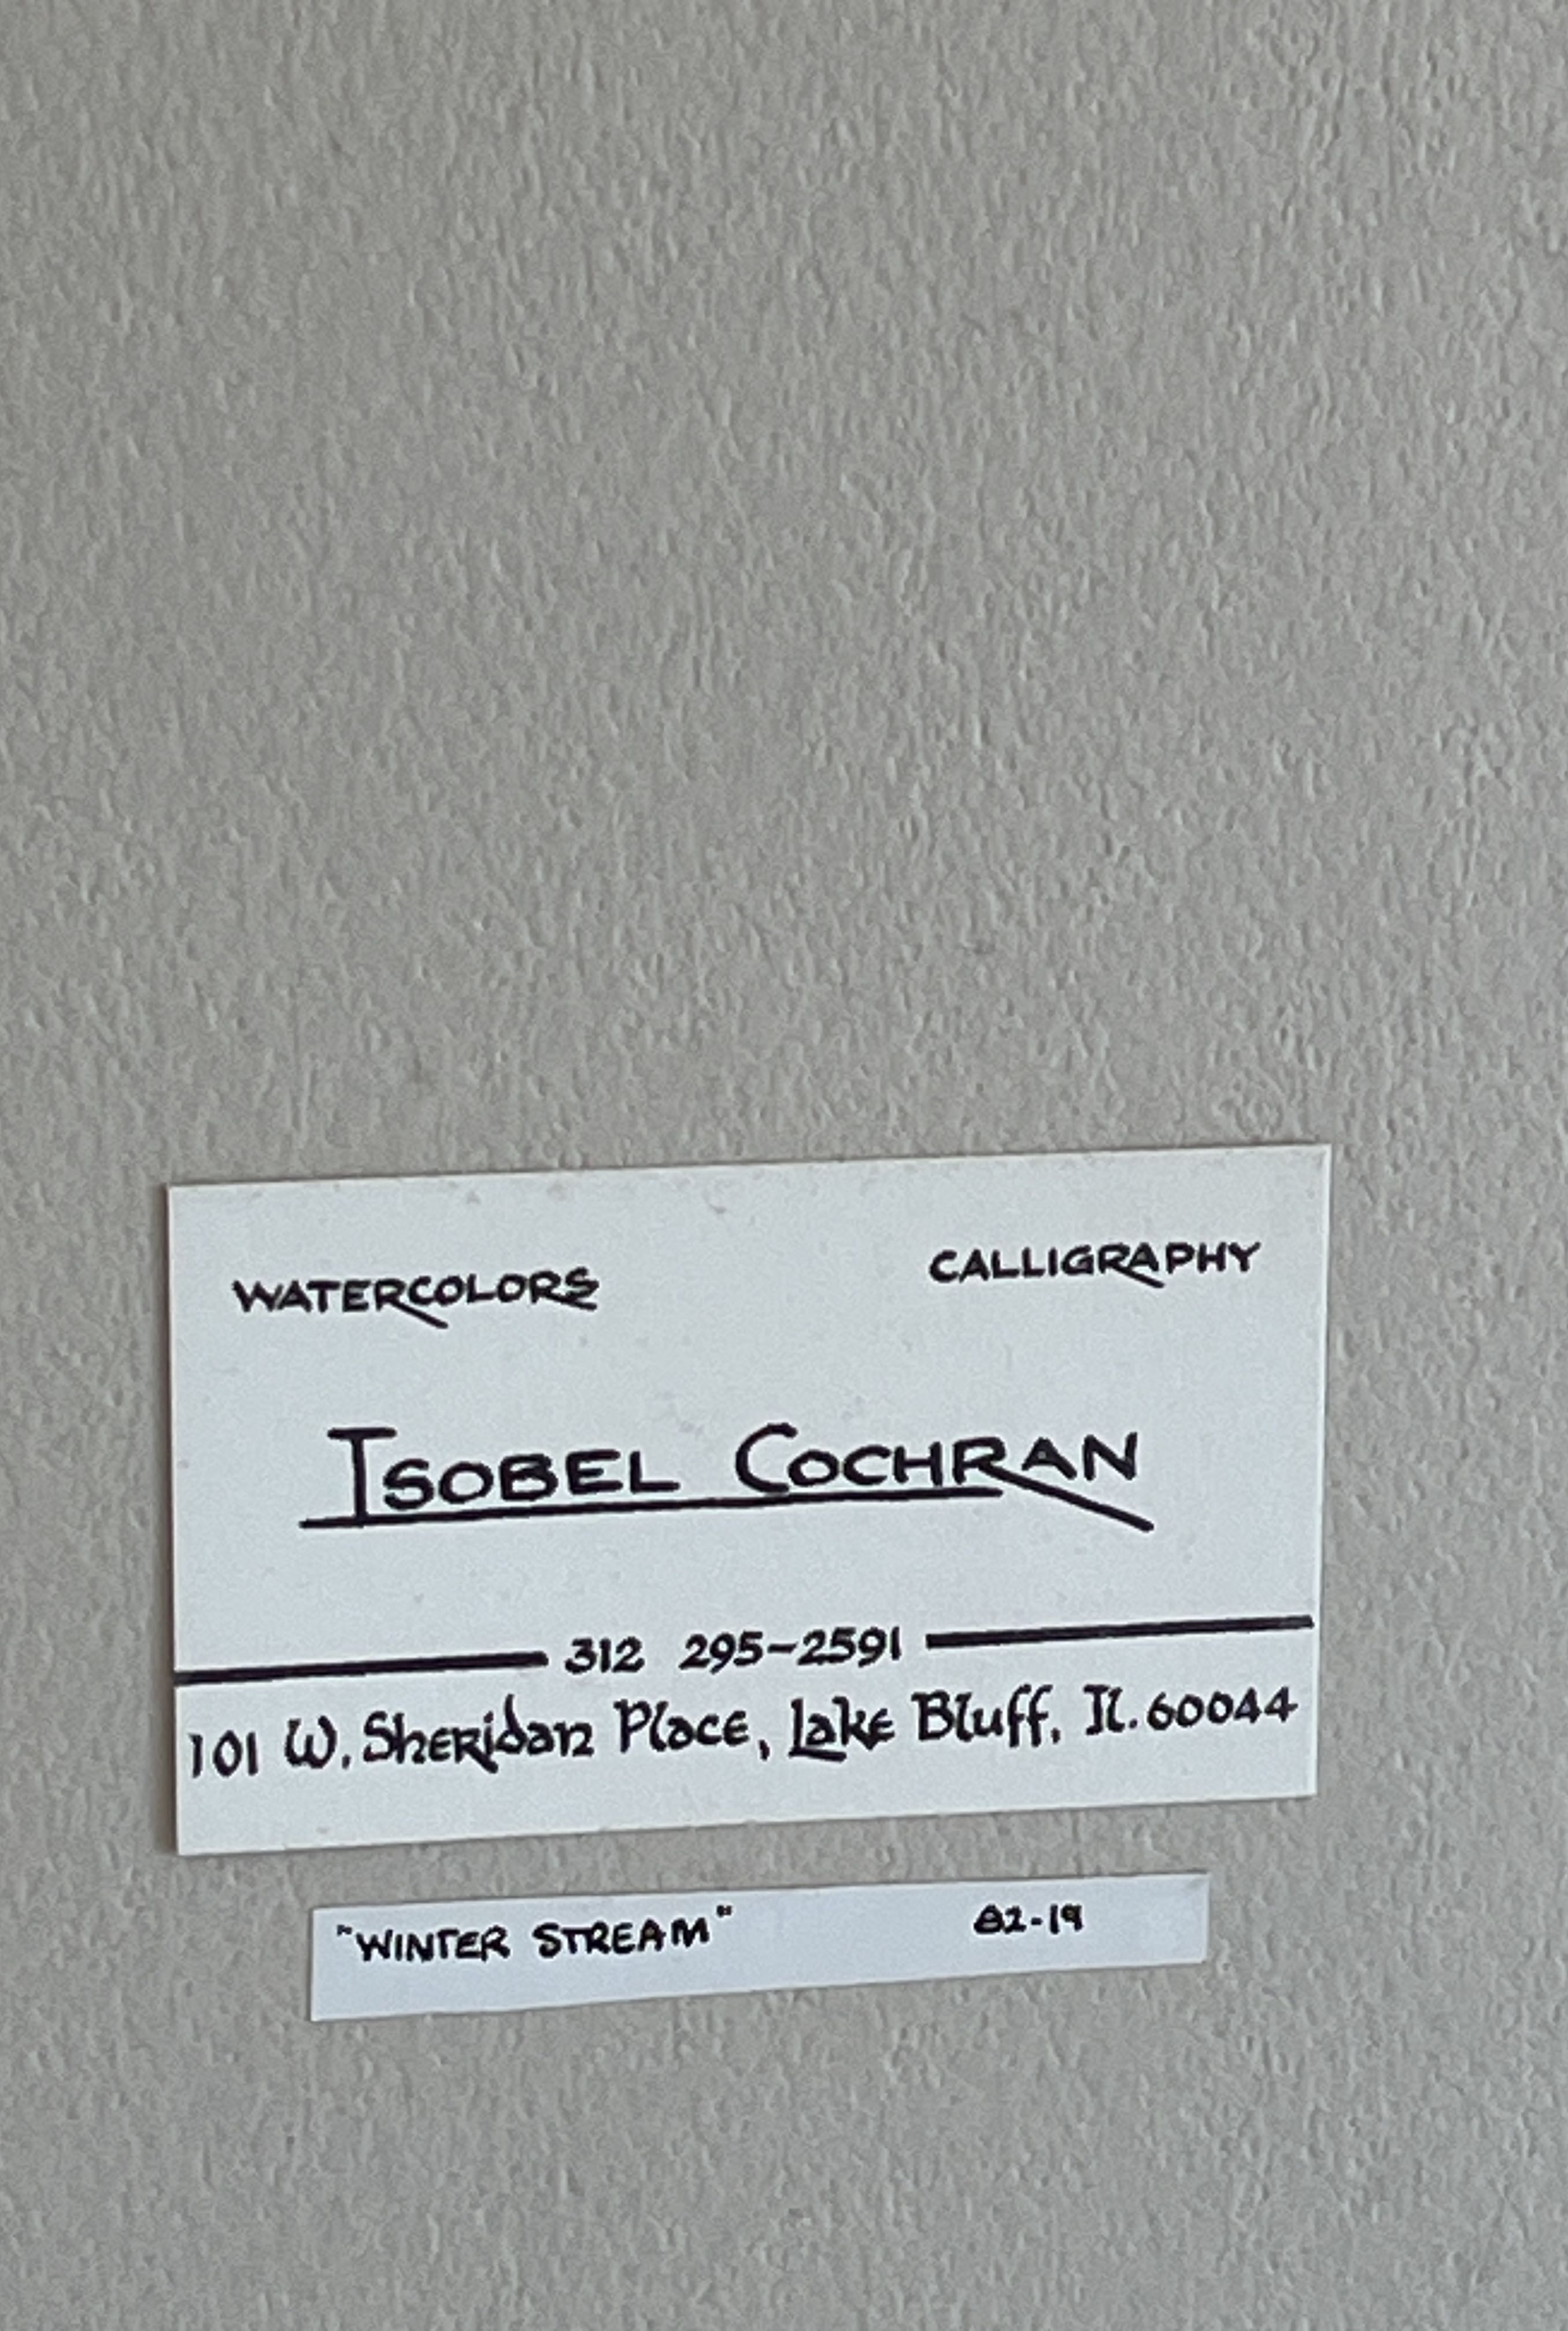 WATERCOLORS CALLIGRAPHY
ISOBEL COCHRAN
312 295-2591
101 W. Sheridan Place, Lake Bluff, Il. 60044
"WINTER STREAM" 82-19